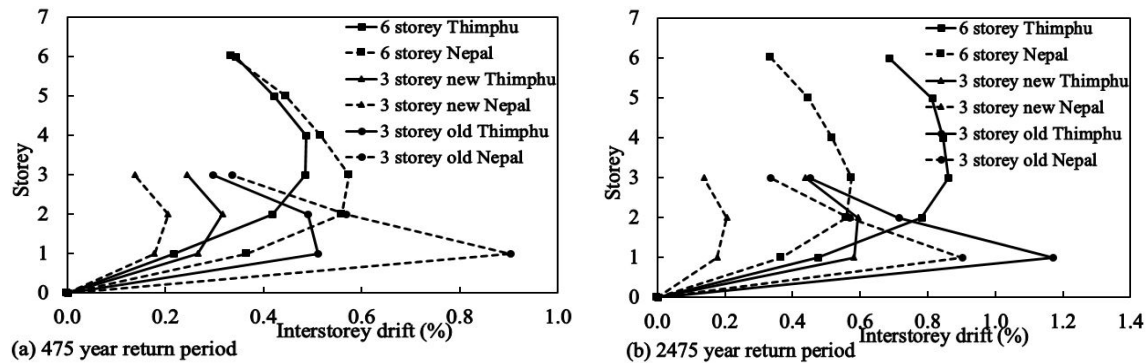 7
6
5
4
3
2
1
0
Storey
6 storey Thimphu
6 storey Nepal
3 storey new Thimphu
3 storey new Nepal
3 storey old Thimphu
3 storey old Nepal
0.0 0.2 0.4 0.6 0.8 1.0
Interstorey drift (%)
(a) 475 year return period
7
6
5
4
3
2
1
0
Storey
6 storey Thimphu
6 storey Nepal
3 storey new Thimphu
3 storey new Nepal
3 storey old Thimphu
3 storey old Nepal
0.0 0.2 0.4 0.6 0.8 1.0 1.2 1.4
Interstorey drift (%)
(b) 2475 year return period